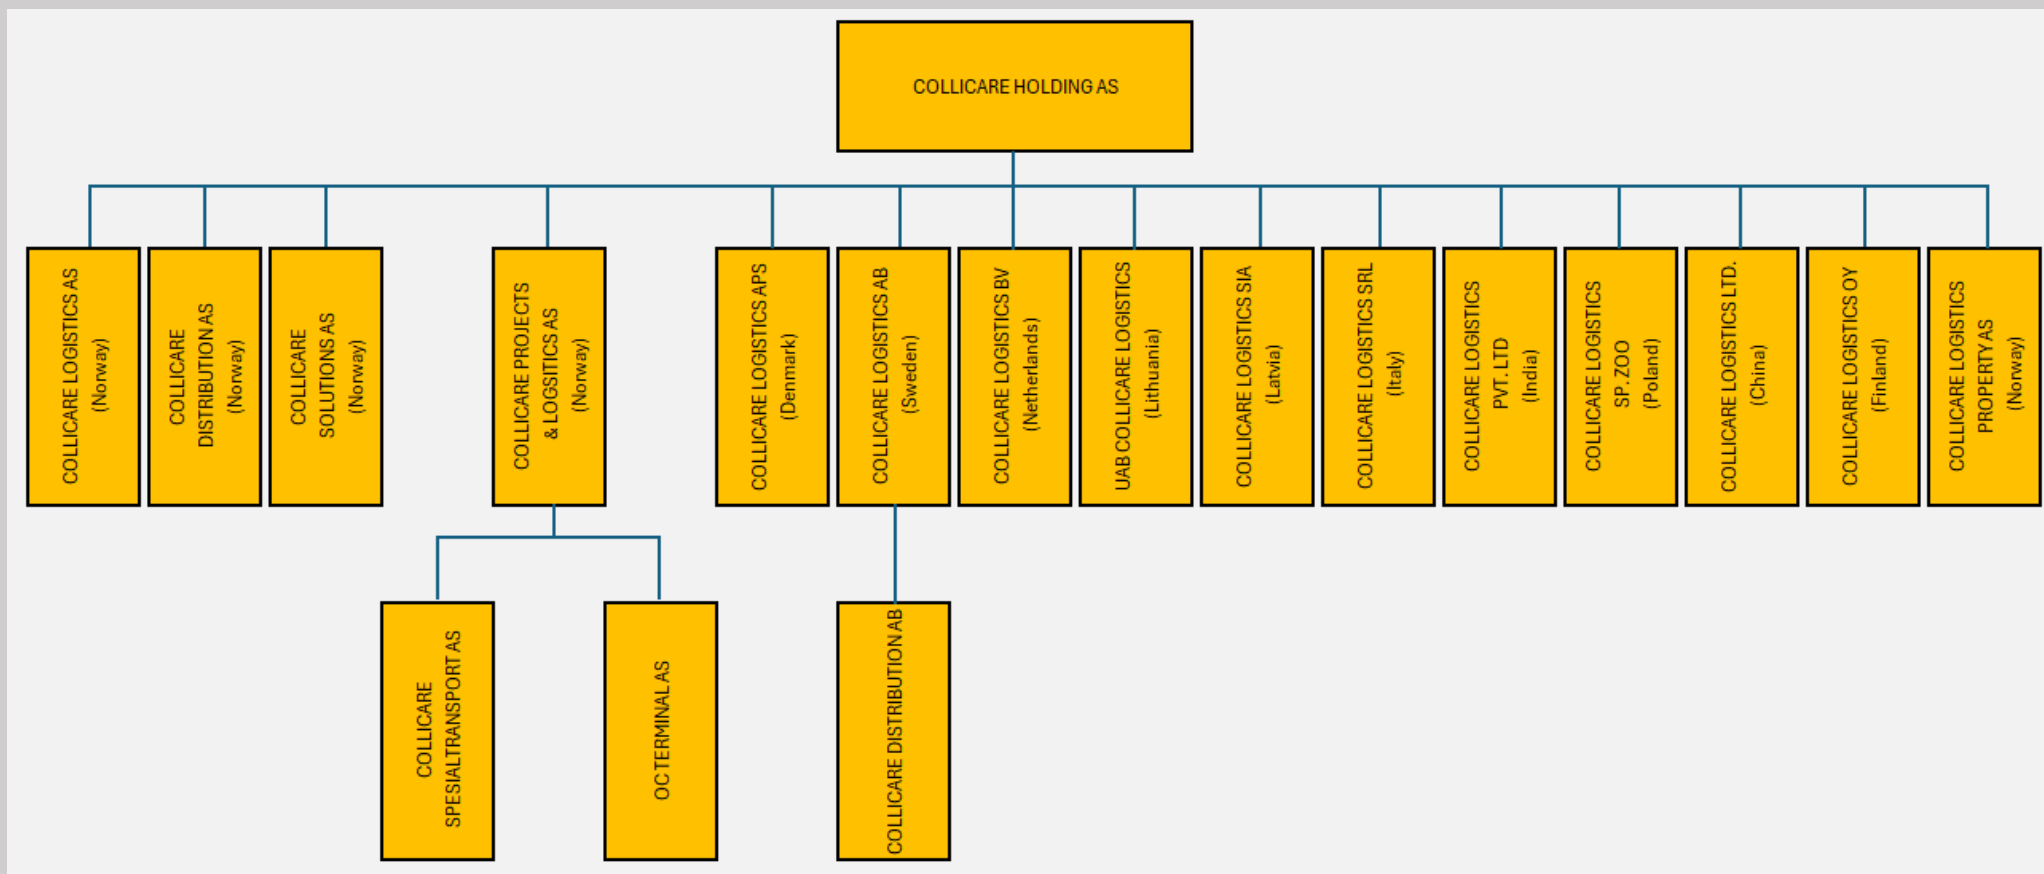 COLLICARE HOLDING AS
COLLICARE LOGISTICS AS
(Norway)
COLLICARE
DISTRIBUTION AS
(Norway)
COLLICARE
SOLUTIONS AS
(Norway)
COLLICARE PROJECTS
& LOGSITICS AS
(Norway)
COLLICARE LOGISTICS APS
(Denmark)
COLLICARE LOGISTICS AB
(Sweden)
COLLICARE LOGISTICS BV
(Netherlands)
UAB COLLICARE LOGISTICS
(Lithuania)
COLLICARE LOGISTICS SIA
(Latvia)
COLLICARE LOGISTICS SRL
(Italy)
COLLICARE LOGISTICS
PVT. LTD
(India)
COLLICARE LOGISTICS
SP. ZOO
(Poland)
COLLICARE LOGISTICS LTD.
(China)
COLLICARE LOGISTICS OY
(Finland)
COLLICARE LOGISTICS
PROPERTY AS
(Norway)
COLLICARE
SPESIALTRANSPORT AS
OC TERMINAL AS
COLLICARE DISTRIBUTION AB